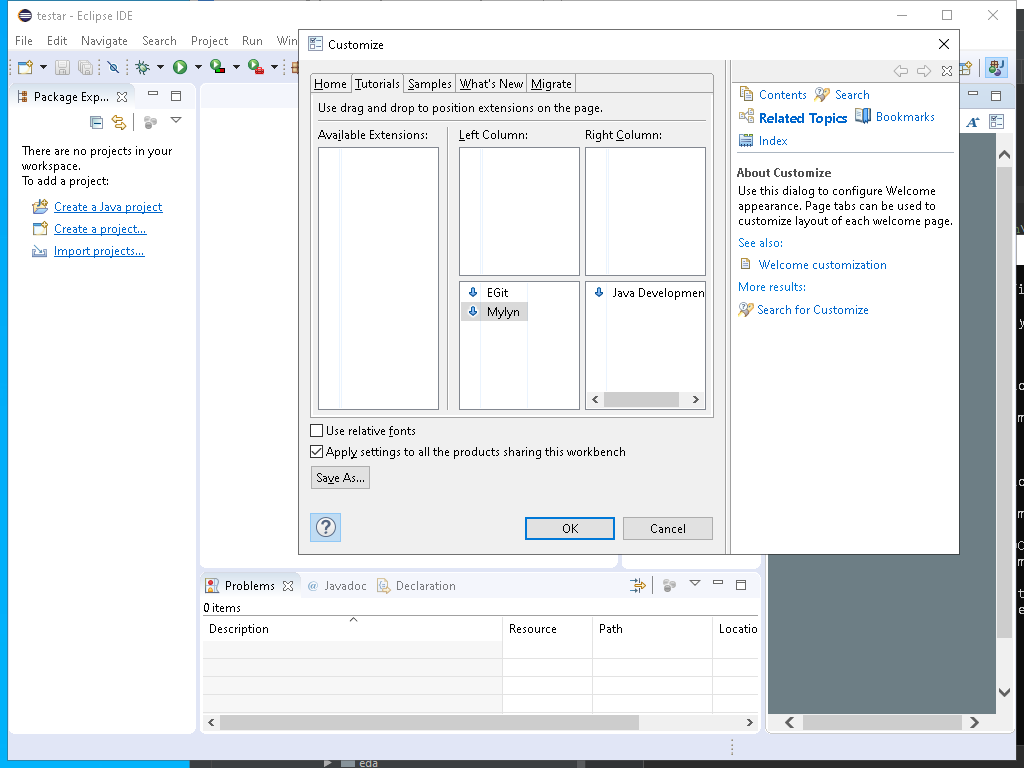 testar - Eclipse IDE
File Edit Navigate Search Project Run Win
Package Exp...
There are no projects in your
workspace.
To add a project:
Create a Java project
Create a project...
Import projects...
Customize
Home Tutorials Samples What's New Migrate
Use drag and drop to position extensions on the page.
Available Extensions: Left Column: Right Column:
EGit
Mylyn
Java Developmen
Use relative fonts
Apply settings to all the products sharing this workbench
Save As...
OK Cancel
Contents Search
Related Topics Bookmarks
Index
About Customize
Use this dialog to configure Welcome
appearance. Page tabs can be used to
customize layout of each welcome page.
See also:
Welcome customization
More results:
Search for Customize
Problems @ Javadoc Declaration
0 items
Description Resource Path Locatio
eda